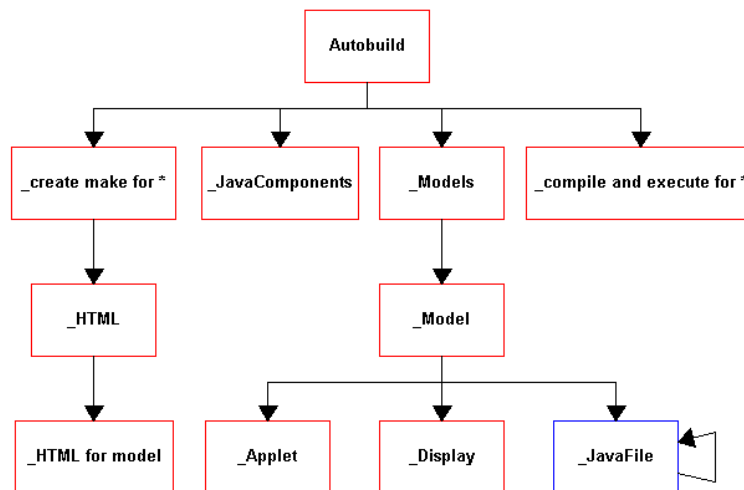 Autobuild
_create make for *
_JavaComponents
_Models
_compile and execute for *
_HTML
_Model
_HTML for model
_Applet
_Display
_JavaFile